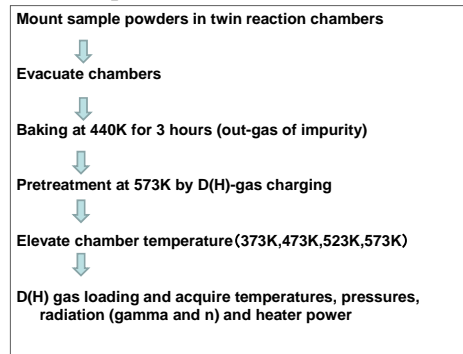 Mount sample powders in twin reaction chambers
Evacuate chambers
Baking at 440K for 3 hours (out-gas of impurity)
Pretreatment at 573K by D(H)-gas charging
Elevate chamber temperature(373K,473K,523K,573K)
D(H) gas loading and acquire temperatures, pressures,
radiation (gamma and n) and heater power